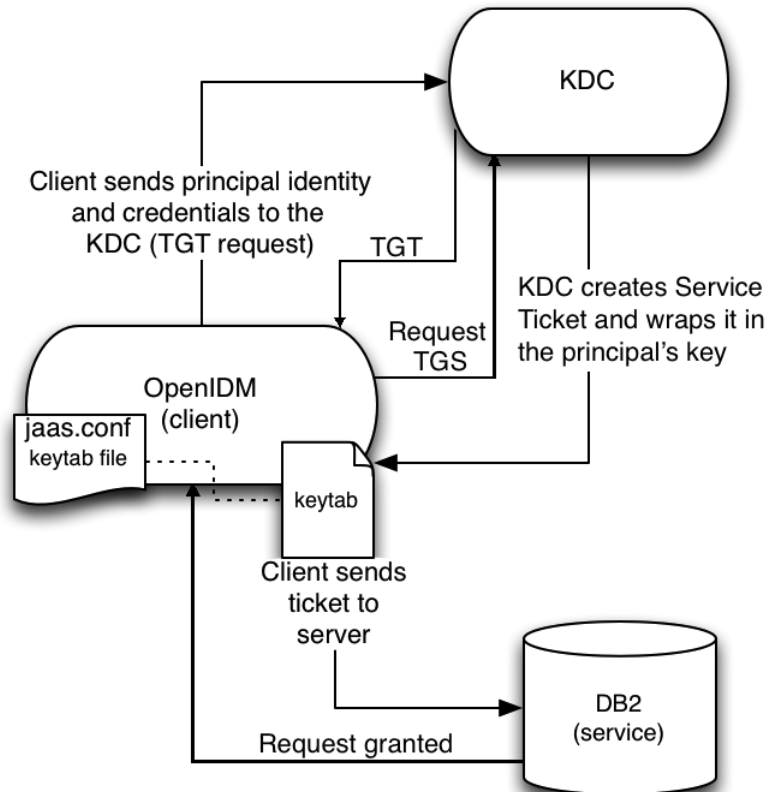 KDC
Client sends principal identity
and credentials to the
KDC (TGT request)
TGT
KDC creates Service
Ticket and wraps it in
the principal's key
Request
TGS
OpenIDM
(client)
jaas.conf
keytab file
keytab
Client sends
ticket to
server
DB2
(service)
Request granted